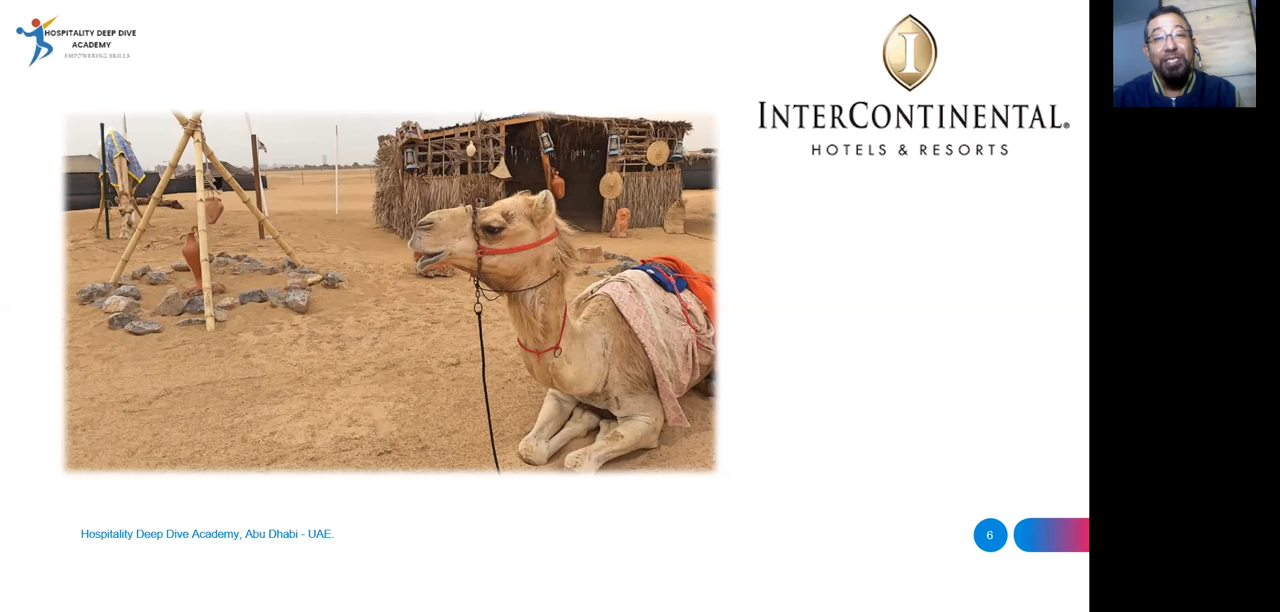 HOSPITALITY DEEP DIVE
ACADEMY
EMPOWERING SKILLS
I
INTERCONTINENTAL®
HOTELS & RESORTS
Hospitality Deep Dive Academy, Abu Dhabi - UAE.
6